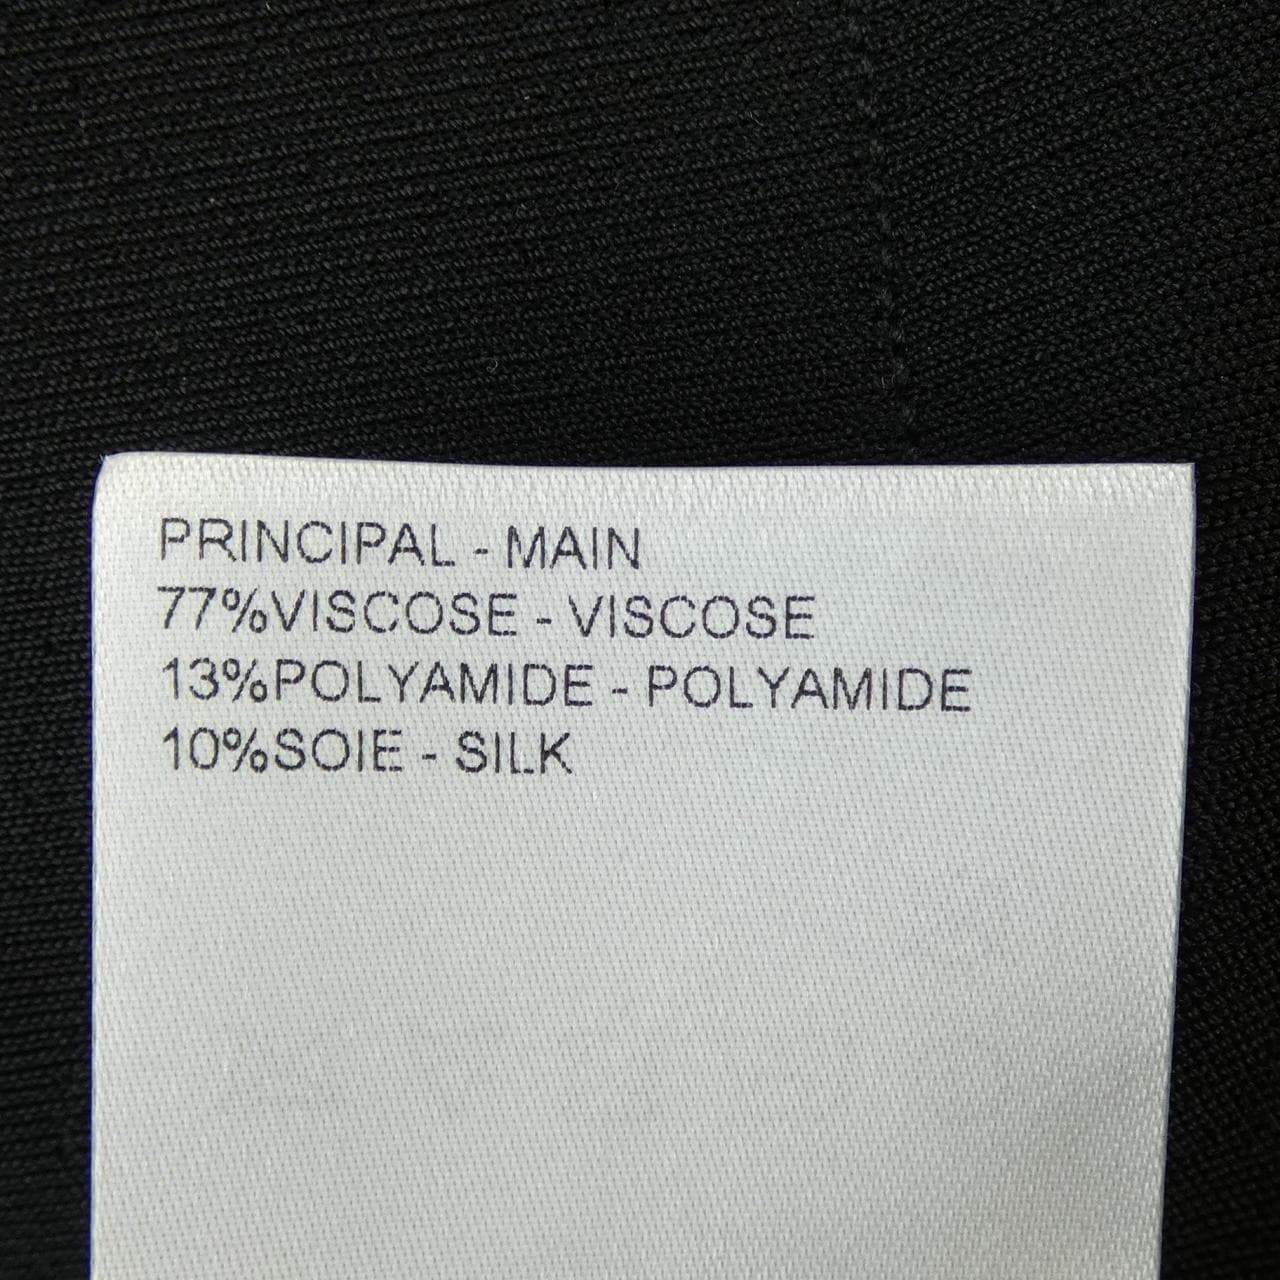 PRINCIPAL - MAIN
77%VISCOSE - VISCOSE
13%POLYAMIDE - POLYAMIDE
10%SOIE - SILK